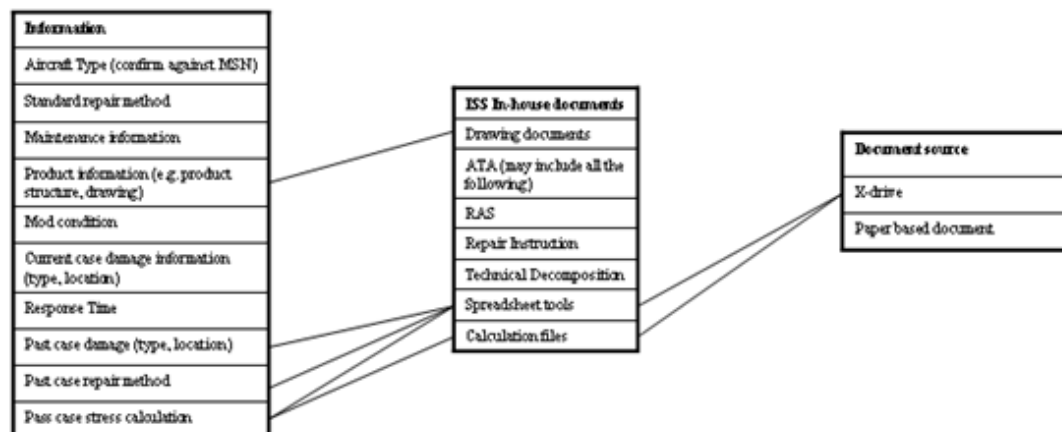 Information
Aircraft Type (confirm against MSN)
Standard repair method
Maintenance information
Product information (e.g. product
structure, drawing)
Mod condition
Current case damage information
(type, location)
Response Time
Past case damage (type, location)
Past case repair method
Pass case stress calculation
ISS In-house documents
Drawing documents
ATA (may include all the
following)
RAS
Repair Instruction
Technical Decomposition
Spreadsheet tools
Calculation files
Document source
X-drive
Paper based document